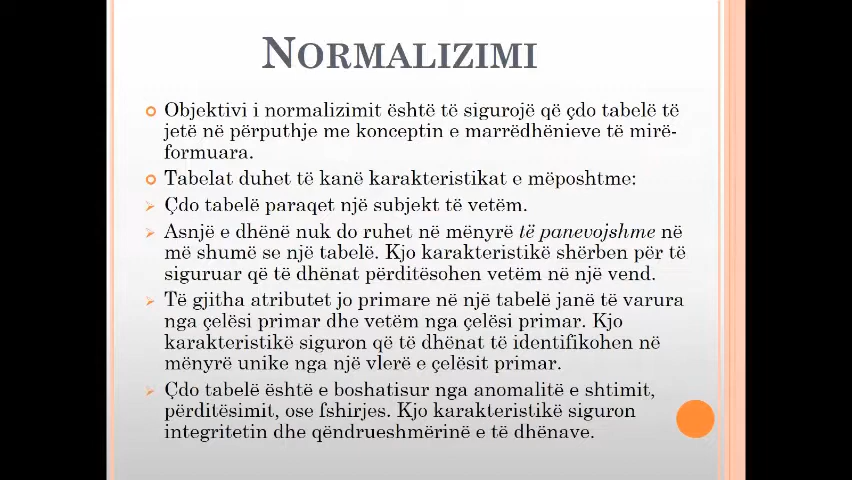 NORMALIZIMI
Objektivi i normalizimit është të sigurojë që çdo tabelë të
jetë në përputhje me konceptin e marrëdhënieve të mirë-
formuara.
Tabelat duhet të kanë karakteristikat e mëposhtme:
Çdo tabelë paraqet një subjekt të vetëm.
Asnjë e dhënë nuk do ruhet në mënyrë të panevojshme në
më shumë se një tabelë. Kjo karakteristikë shërben për të
siguruar që të dhënat përditësohen vetëm në një vend.
Të gjitha atributet jo primare në një tabelë janë të varura
nga çelësi primar dhe vetëm nga çelësi primar. Kjo
karakteristikë siguron që të dhënat të identifikohen në
mënyrë unike nga një vlerë e çelësit primar.
Çdo tabelë është e boshatisur nga anomalitë e shtimit,
përditësimit, ose fshirjes. Kjo karakteristikë siguron
integritetin dhe qëndrueshmërinë e të dhënave.